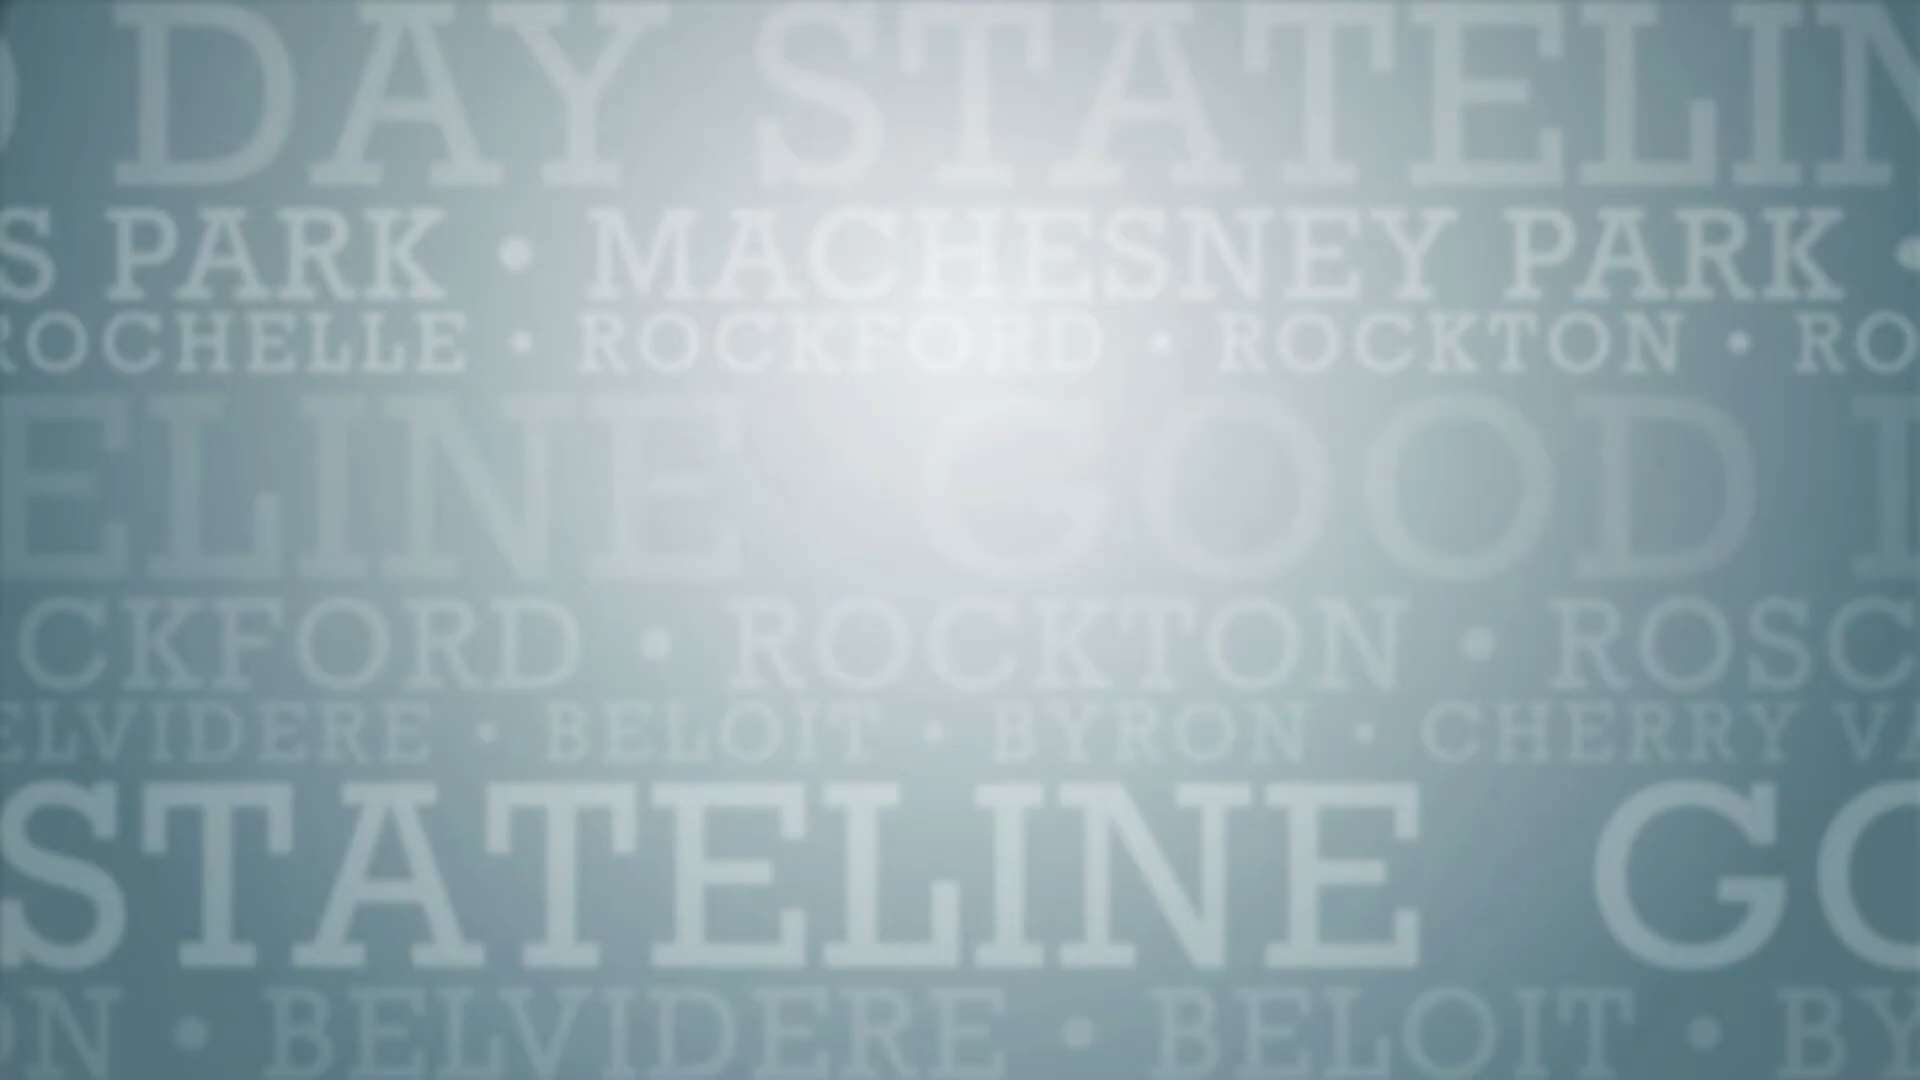 DAY STATELIN
S PARK • MACHESNEY PARK •
ROCHELLE • ROCKFORD • ROCKTON • RO
ELINE GOOD D
CKFORD • ROCKTON • ROSC
ELVIDERE • BELOIT • BYRON • CHERRY VA
STATELINE GO
ON • BELVIDERE • BELOIT • BY